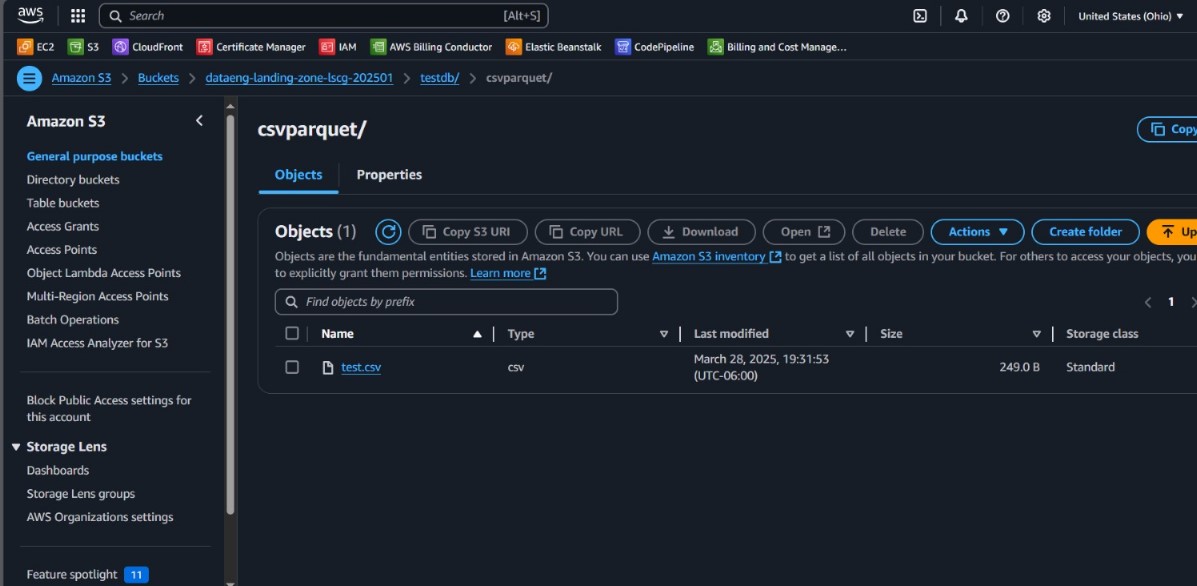 aws
Search [Alt+S]
United States (Ohio)
EC2 S3 CloudFront Certificate Manager IAM AWS Billing Conductor Elastic Beanstalk CodePipeline Billing and Cost Manage...
Amazon S3 > Buckets > dataeng-landing-zone-lscg-202501 > testdb/ > csvparquet/
Amazon S3
General purpose buckets
Directory buckets
Table buckets
Access Grants
Access Points
Object Lambda Access Points
Multi-Region Access Points
Batch Operations
IAM Access Analyzer for S3
Block Public Access settings for
this account
Storage Lens
Dashboards
Storage Lens groups
AWS Organizations settings
Feature spotlight 11
csvparquet/
Copy
Objects Properties
Objects (1) Copy S3 URI Copy URL Download Open Delete Actions Create folder Up
Objects are the fundamental entities stored in Amazon S3. You can use Amazon S3 inventory to get a list of all objects in your bucket. For others to access your objects, you
to explicitly grant them permissions. Learn more
Find objects by prefix
1
Name Type Last modified Size Storage class
test.csv csv March 28, 2025, 19:31:53 249.0 B Standard
(UTC-06:00)